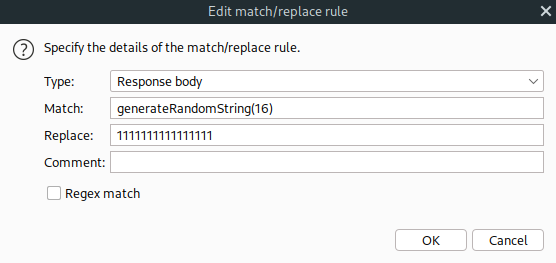 Edit match/replace rule
Specify the details of the match/replace rule.
Type: Response body
Match: generateRandomString(16)
Replace: 1111111111111111
Comment:
Regex match
OK Cancel